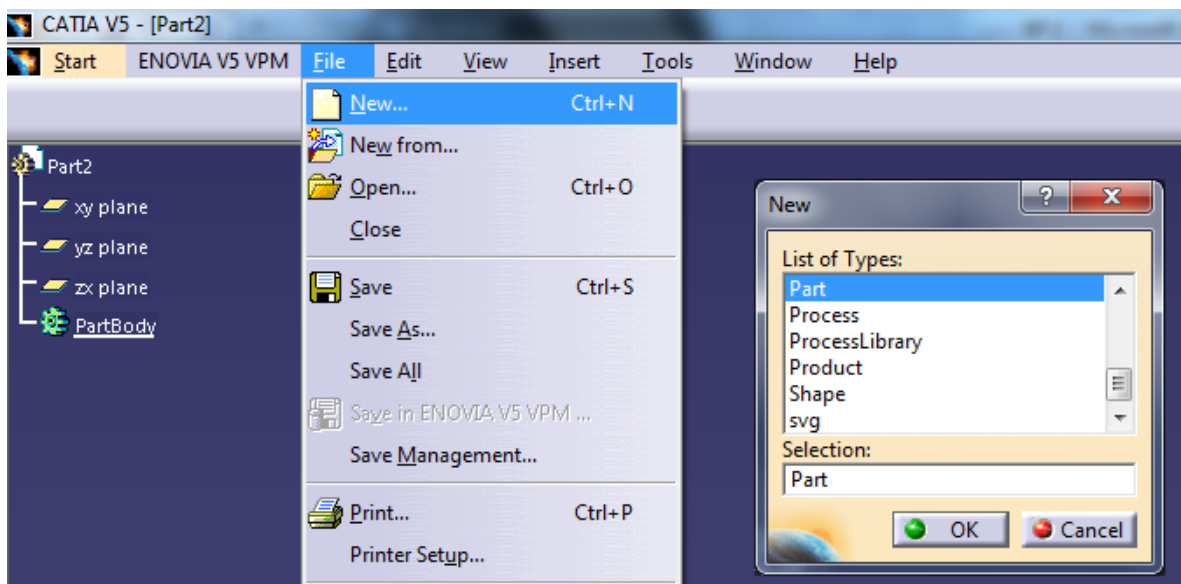 CATIA V5 - [Part2]
Start ENOVIA V5 VPM File Edit View Insert Tools Window Help
New... Ctrl+N
New from...
Open... Ctrl+O
Close
Save Ctrl+S
Save As...
Save All
Save in ENOVIA V5 VPM ...
Save Management...
Print... Ctrl+P
Printer Setup...
Part2
xy plane
yz plane
zx plane
PartBody
New
?
X
List of Types:
Part
Process
ProcessLibrary
Product
Shape
svg
Selection:
Part
OK Cancel